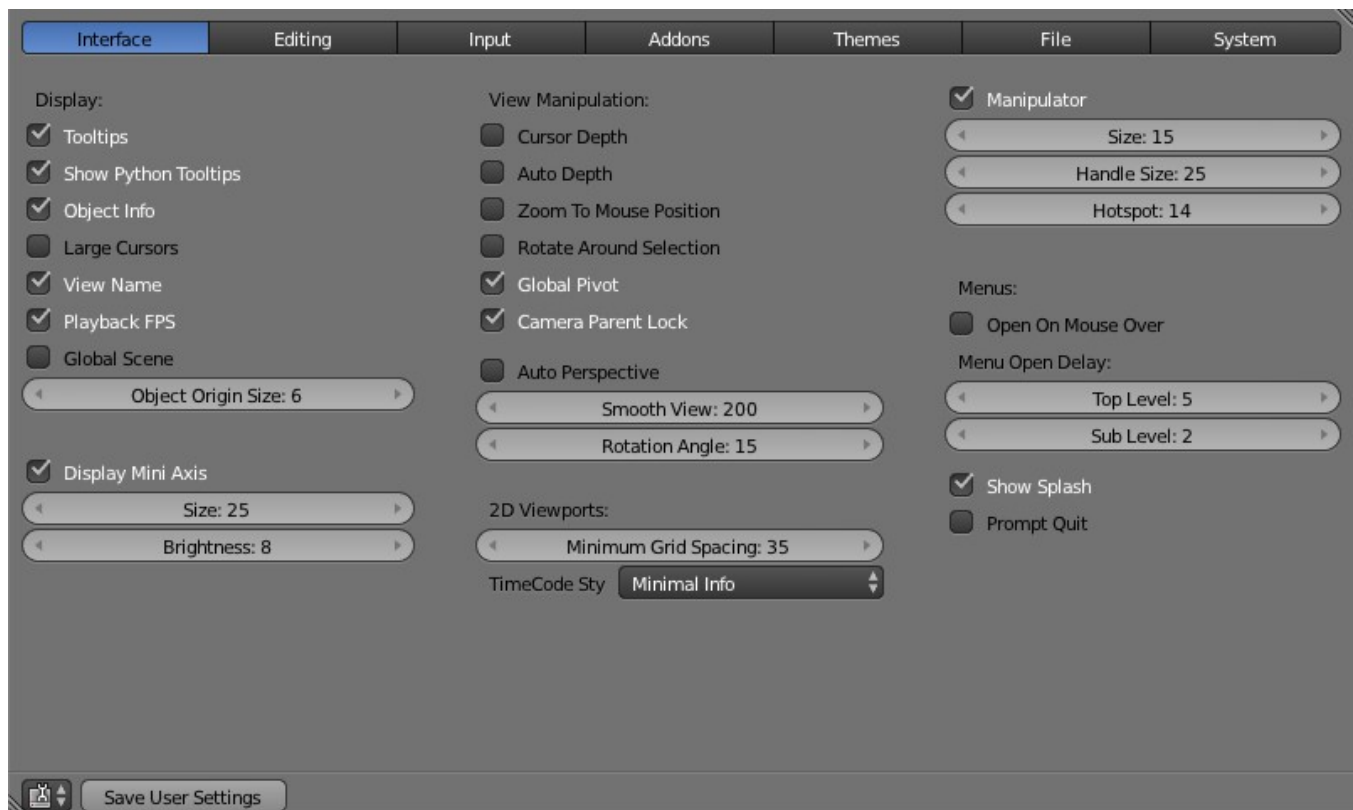 Interface Editing Input Addons Themes File System
Display:
Tooltips
Show Python Tooltips
Object Info
Large Cursors
View Name
Playback FPS
Global Scene
Object Origin Size: 6
Display Mini Axis
Size: 25
Brightness: 8
View Manipulation:
Cursor Depth
Auto Depth
Zoom To Mouse Position
Rotate Around Selection
Global Pivot
Camera Parent Lock
Auto Perspective
Smooth View: 200
Rotation Angle: 15
2D Viewports:
Minimum Grid Spacing: 35
TimeCode Sty Minimal Info
Manipulator
Size: 15
Handle Size: 25
Hotspot: 14
Menus:
Open On Mouse Over
Menu Open Delay:
Top Level: 5
Sub Level: 2
Show Splash
Prompt Quit
Save User Settings